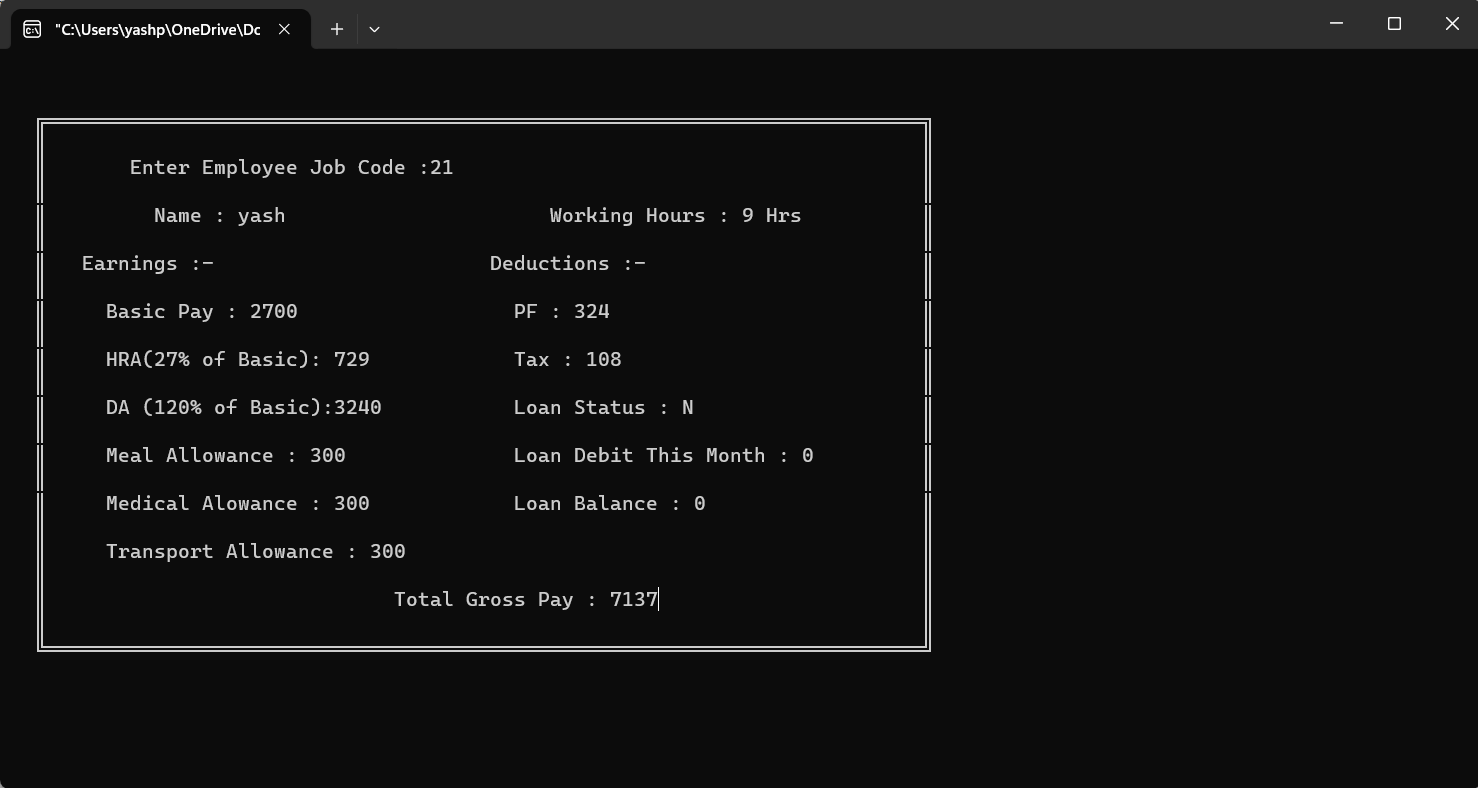 "C:\Users\yashp\OneDrive\Dc
Enter Employee Job Code :21
Name : yash Working Hours : 9 Hrs
Earnings :- Deductions :-
Basic Pay : 2700 PF : 324
HRA(27% of Basic): 729 Tax : 108
DA (120% of Basic):3240 Loan Status : N
Meal Allowance : 300 Loan Debit This Month : 0
Medical Alowance : 300 Loan Balance : 0
Transport Allowance : 300
Total Gross Pay : 7137